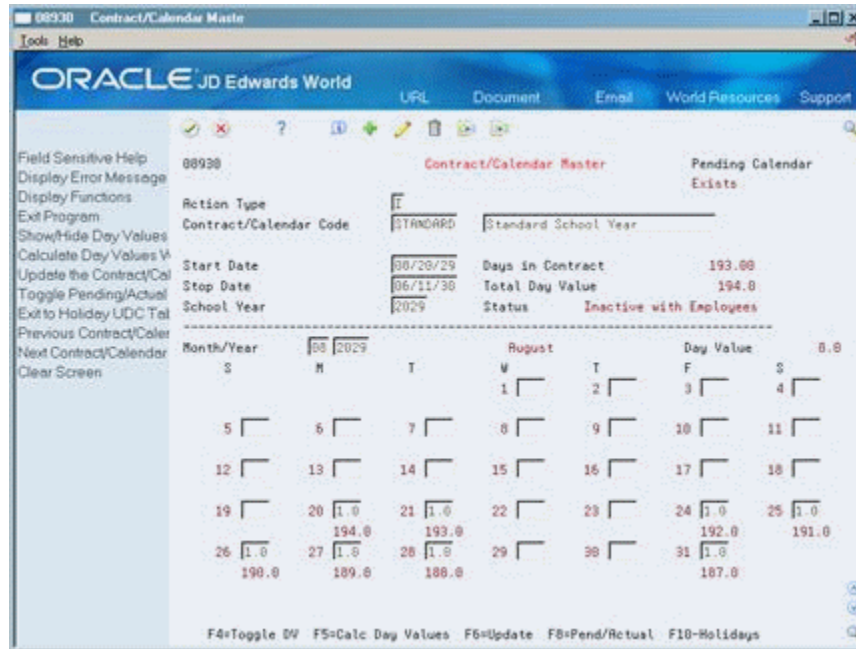 08930 Contract/Calendar Maste
Tools Help
ORACLE JD Edwards World
URL Document Email World Resources Support
Field Sensitive Help
Display Error Message
Display Functions
Exit Program
Show/Hide Day Values
Calculate Day Values W
Update the Contract/Cal
Toggle Pending/Actual
Exit to Holiday UDC Tal
Previous Contract/Caler
Next Contract/Calendar
Clear Screen
08930 Contract/Calendar Master Pending Calendar
Exists
Action Type I
Contract/Calendar Code STANDARD Standard School Year
Start Date 08/20/29 Days in Contract 193.00
Stop Date 06/11/30 Total Day Value 194.0
School Year 2029 Status Inactive with Employees
Month/Year 08 2029 August Day Value 8.0
S M T W T F S
1 2 3 4
5 6 7 8 9 10 11
12 13 14 15 16 17 18
19 20 1.0 21 1.0 22 23 24 1.0 25 1.0
194.0 193.0 192.0 191.0
26 1.0 27 1.0 28 1.0 29 30 31 1.0
190.0 189.0 188.0 187.0
F4=Toggle DV F5=Calc Day Values F6=Update F8=Pend/Actual F10-Holidays